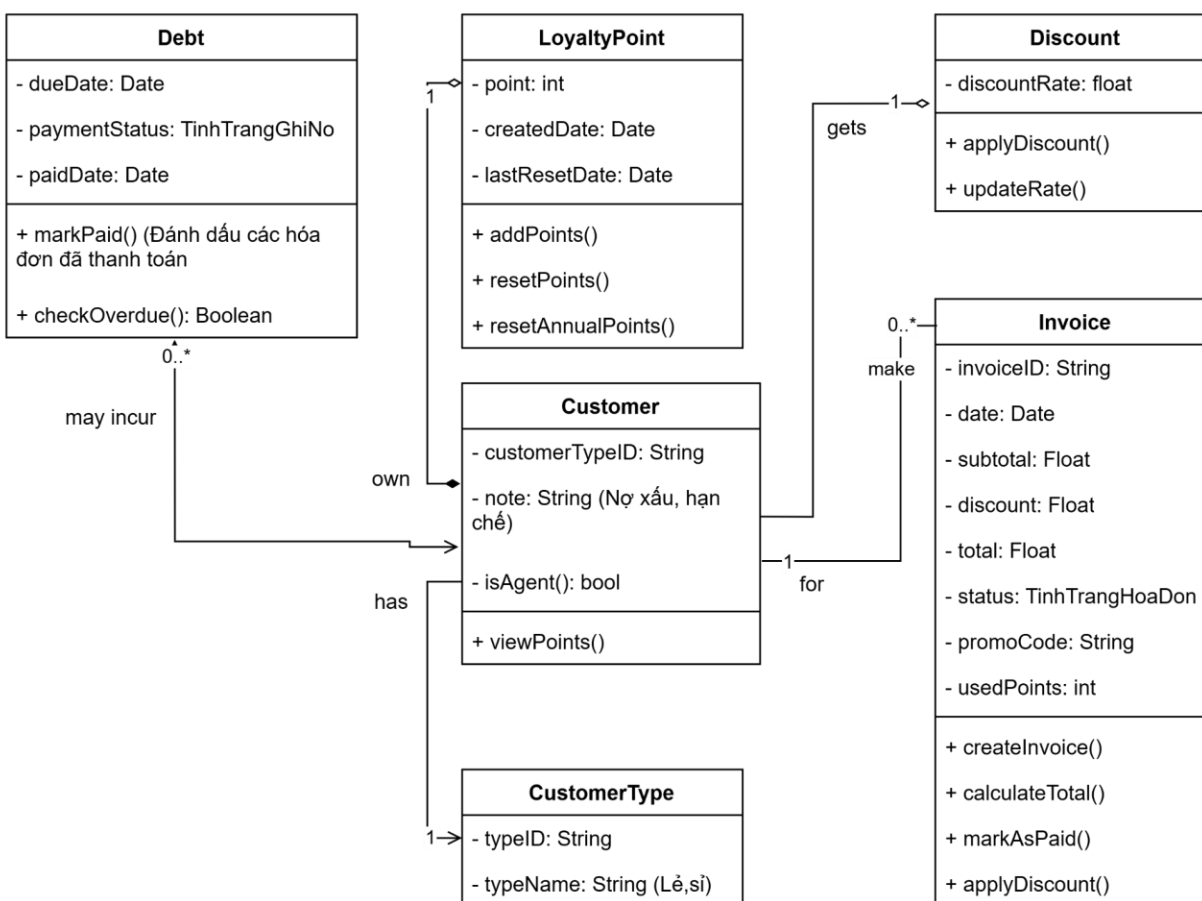 Debt
- dueDate: Date
- paymentStatus: TinhTrangGhiNo
- paidDate: Date
+ markPaid() (Đánh dấu các hóa
đơn đã thanh toán
+ checkOverdue(): Boolean
0..*
may incur
LoyaltyPoint
- point: int
- createdDate: Date
- lastResetDate: Date
+ addPoints()
+ resetPoints()
+ resetAnnualPoints()
1
own
Discount
- discountRate: float
+ applyDiscount()
+ updateRate()
1
gets
Customer
- customerTypeID: String
- note: String (Nợ xấu, hạn
chế)
- isAgent(): bool
+ viewPoints()
has
1
for
0..*
make
Invoice
- invoiceID: String
- date: Date
- subtotal: Float
- discount: Float
- total: Float
- status: TinhTrangHoaDon
- promoCode: String
- usedPoints: int
+ createInvoice()
+ calculateTotal()
+ markAsPaid()
+ applyDiscount()
CustomerType
1
- typeID: String
- typeName: String (Lẻ,sỉ)